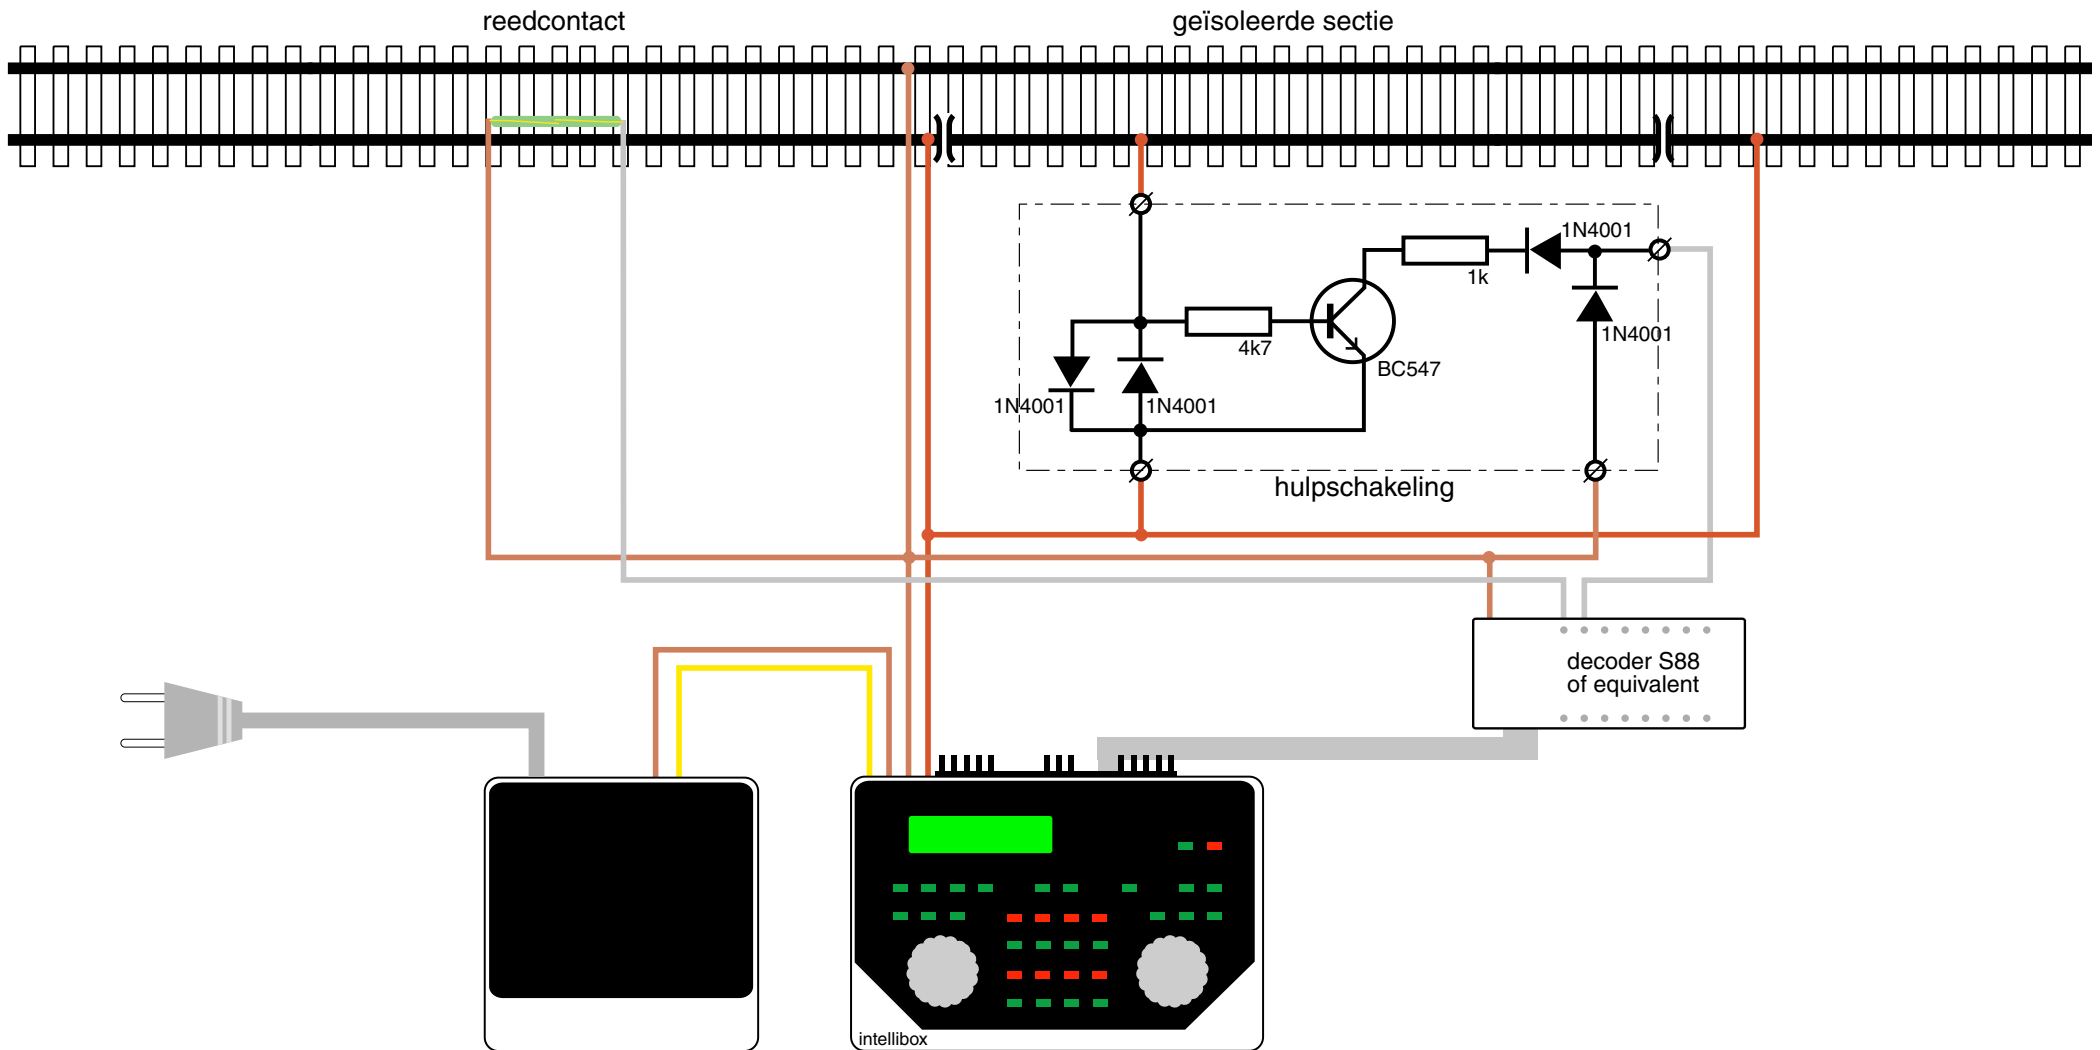 reedcontact
geïsoleerde sectie
1N4001
1k
1N4001
4k7
BC547
1N4001
1N4001
hulpschakeling
decoder S88
of equivalent
intellibox